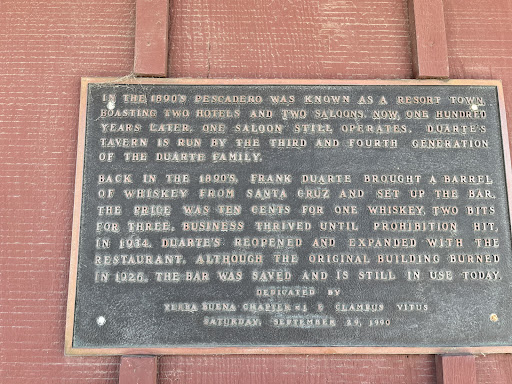 IN THE 1890'S PESCADERO WAS KNOWN AS A RESORT TOWN
BOASTING TWO HOTELS AND TWO SALOONS. NOW, ONE HUNDRED
YEARS LATER, ONE SALOON STILL OPERATES. DUARTE'S
TAVERN IS RUN BY THE THIRD AND FOURTH GENERATION
OF THE DUARTE FAMILY.
BACK IN THE 1890'S, FRANK DUARTE BROUGHT A BARREL
OF WHISKEY FROM SANTA CRUZ AND SET UP THE BAR.
THE PRICE WAS TEN CENTS FOR ONE WHISKEY, TWO BITS
FOR THREE. BUSINESS THRIVED UNTIL PROHIBITION HIT.
IN 1934, DUARTE'S REOPENED AND EXPANDED WITH THE
RESTAURANT. ALTHOUGH THE ORIGINAL BUILDING BURNED
IN 1926, THE BAR WAS SAVED AND IS STILL IN USE TODAY.
DEDICATED BY
YERBA BUENA CHAPTER #1 E CLAMBUS VITUS
SATURDAY, SEPTEMBER 29, 1990